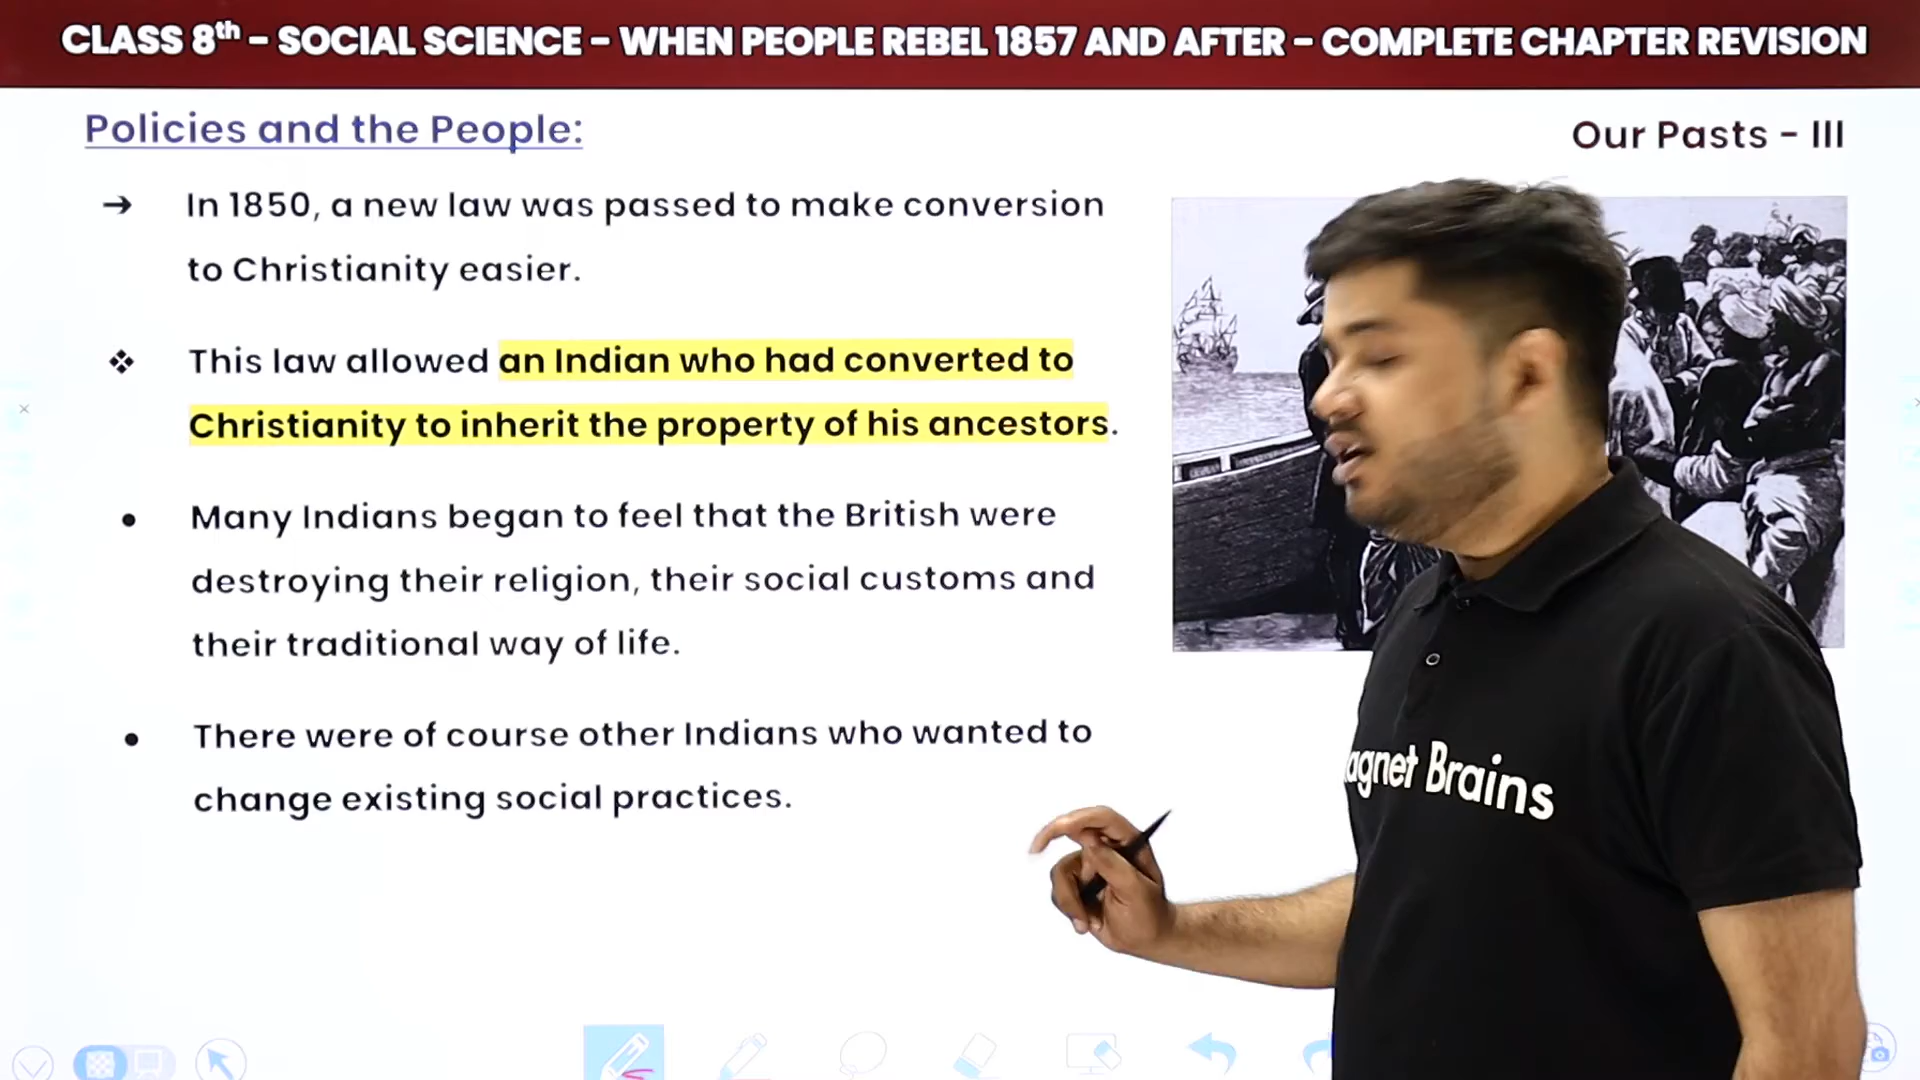 CLASS 8th – SOCIAL SCIENCE – WHEN PEOPLE REBEL 1857 AND AFTER – COMPLETE CHAPTER REVISION
Policies and the People:
Our Pasts – III
➔ In 1850, a new law was passed to make conversion
to Christianity easier.
❖ This law allowed an Indian who had converted to
Christianity to inherit the property of his ancestors.
● Many Indians began to feel that the British were
destroying their religion, their social customs and
their traditional way of life.
● There were of course other Indians who wanted to
change existing social practices.
agnet Brains